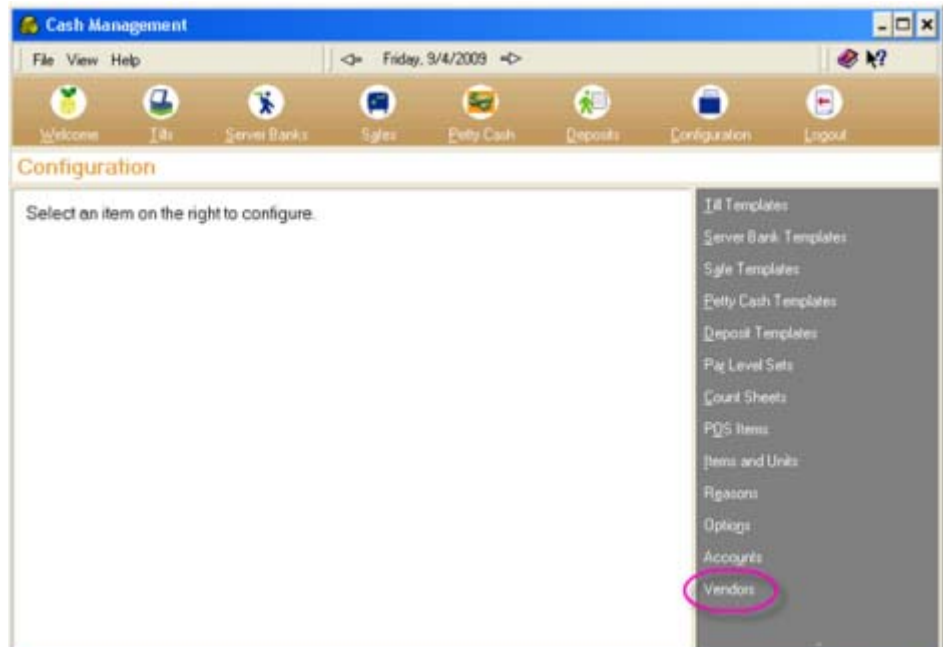 Cash Management
File View Help Friday, 9/4/2009
Welcome Tills Server Banks Safes Petty Cash Deposits Configuration Logout
Configuration
Select an item on the right to configure.
Till Templates
Server Bank Templates
Safe Templates
Petty Cash Templates
Deposit Templates
Par Level Sets
Count Sheets
POS Items
Items and Units
Reasons
Options
Accounts
Vendors